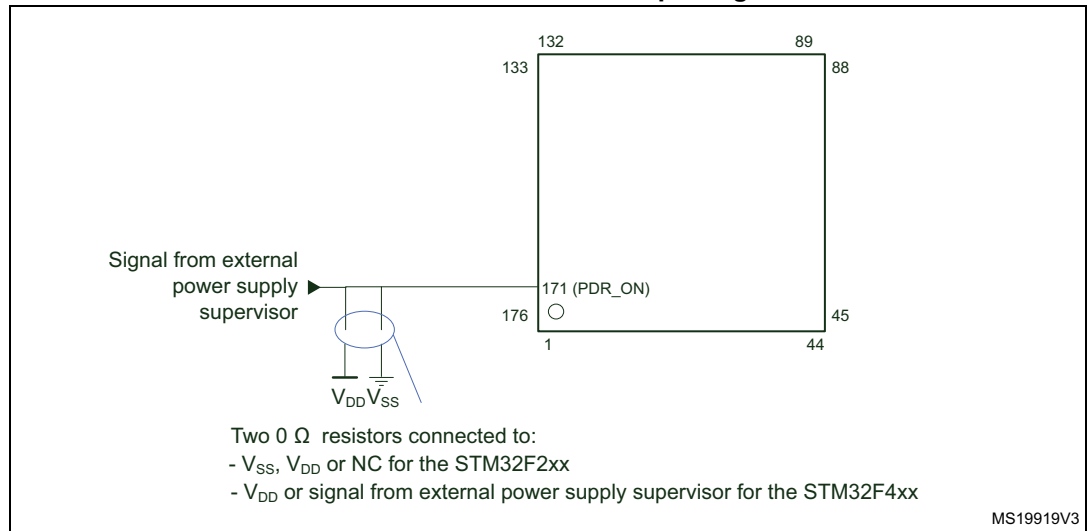 132
89
133
88
Signal from external
power supply
supervisor
171 (PDR_ON)
176
45
1
44
VDD VSS
Two 0 Ω resistors connected to:
- VSS, VDD or NC for the STM32F2xx
- VDD or signal from external power supply supervisor for the STM32F4xx
MS19919V3